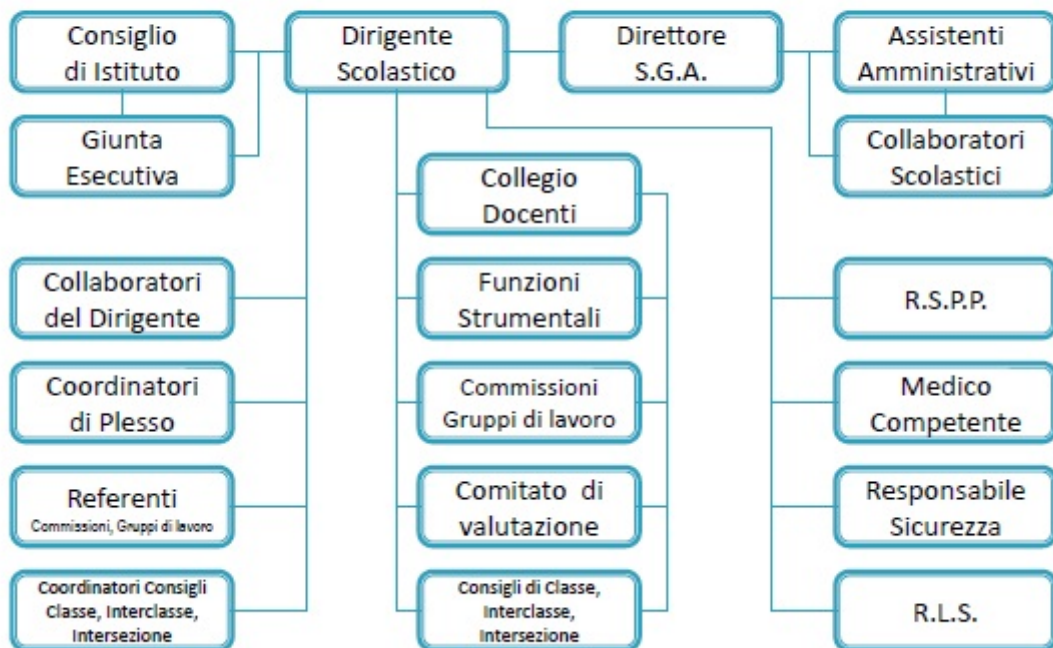 Consiglio
di Istituto
Dirigente
Scolastico
Direttore
S.G.A.
Assistenti
Amministrativi
Giunta
Esecutiva
Collaboratori
Scolastici
Collegio
Docenti
Collaboratori
del Dirigente
Funzioni
Strumentali
R.S.P.P.
Coordinatori
di Plesso
Commissioni
Gruppi di lavoro
Medico
Competente
Referenti
Commissioni, Gruppi di lavoro
Comitato di
valutazione
Responsabile
Sicurezza
Coordinatori Consigli
Classe, Interclasse,
Intersezione
Consigli di Classe,
Interclasse,
Intersezione
R.L.S.